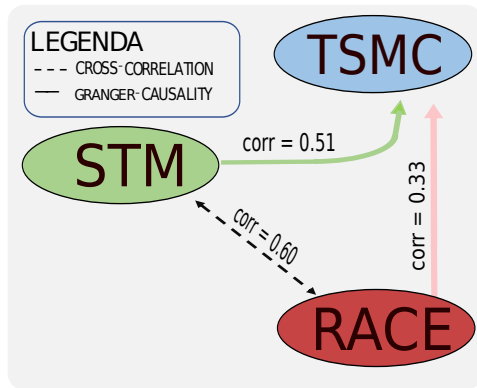 LEGENDA
--- CROSS-CORRELATION
— GRANGER-CAUSALITY
TSMC
STM
corr = 0.51
corr = 0.60
corr = 0.33
RACE